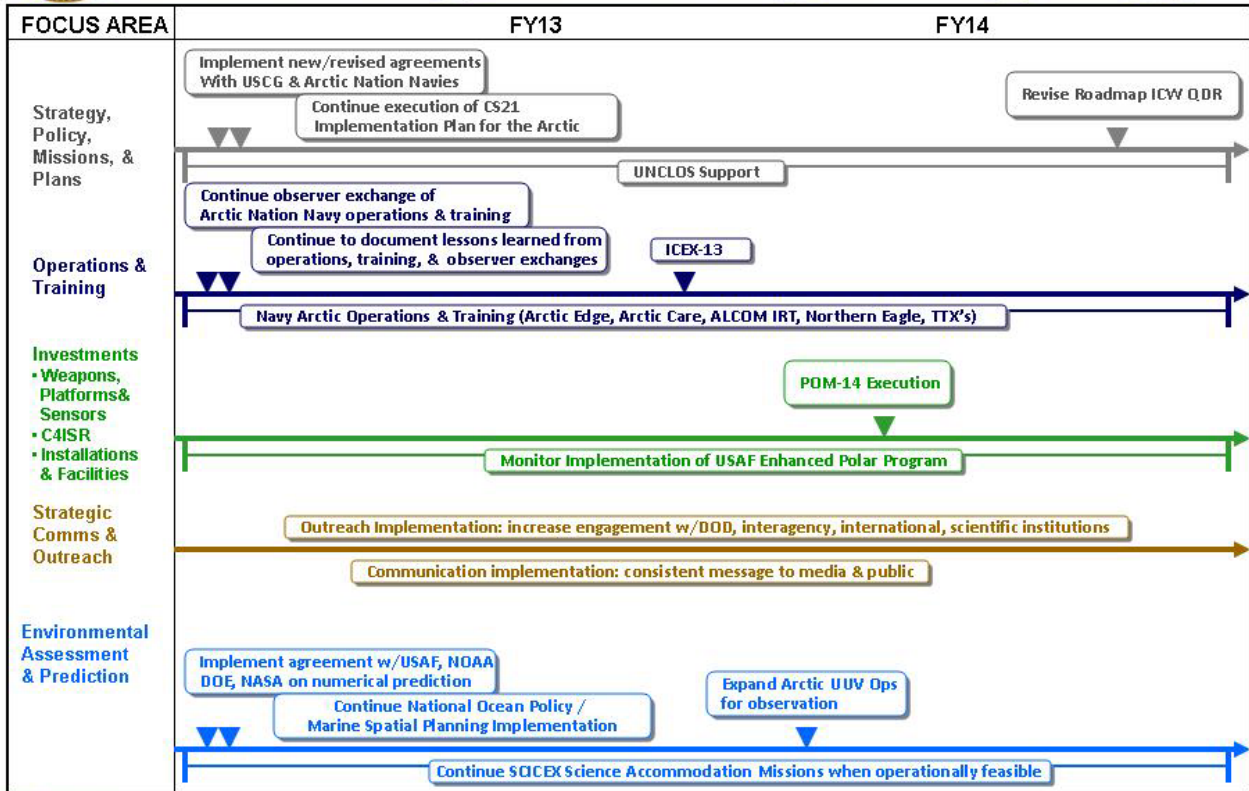 FOCUS AREA
FY13
FY14
Strategy,
Policy,
Missions, &
Plans
Implement new/revised agreements
With USCG & Arctic Nation Navies
Continue execution of CS21
Implementation Plan for the Arctic
Revise Roadmap ICW QDR
UNCLOS Support
Operations &
Training
Continue observer exchange of
Arctic Nation Navy operations & training
Continue to document lessons learned from
operations, training, & observer exchanges
ICEX-13
Navy Arctic Operations & Training (Arctic Edge, Arctic Care, ALCOM IRT, Northern Eagle, TTX's)
Investments
▪ Weapons,
Platforms&
Sensors
▪ C4ISR
▪ Installations
& Facilities
POM-14 Execution
Monitor Implementation of USAF Enhanced Polar Program
Strategic
Comms &
Outreach
Outreach Implementation: increase engagement w/DOD, interagency, international, scientific institutions
Communication implementation: consistent message to media & public
Environmental
Assessment
& Prediction
Implement agreement w/USAF, NOAA
DOE, NASA on numerical prediction
Continue National Ocean Policy /
Marine Spatial Planning Implementation
Expand Arctic UUV Ops
for observation
Continue SCICEX Science Accommodation Missions when operationally feasible